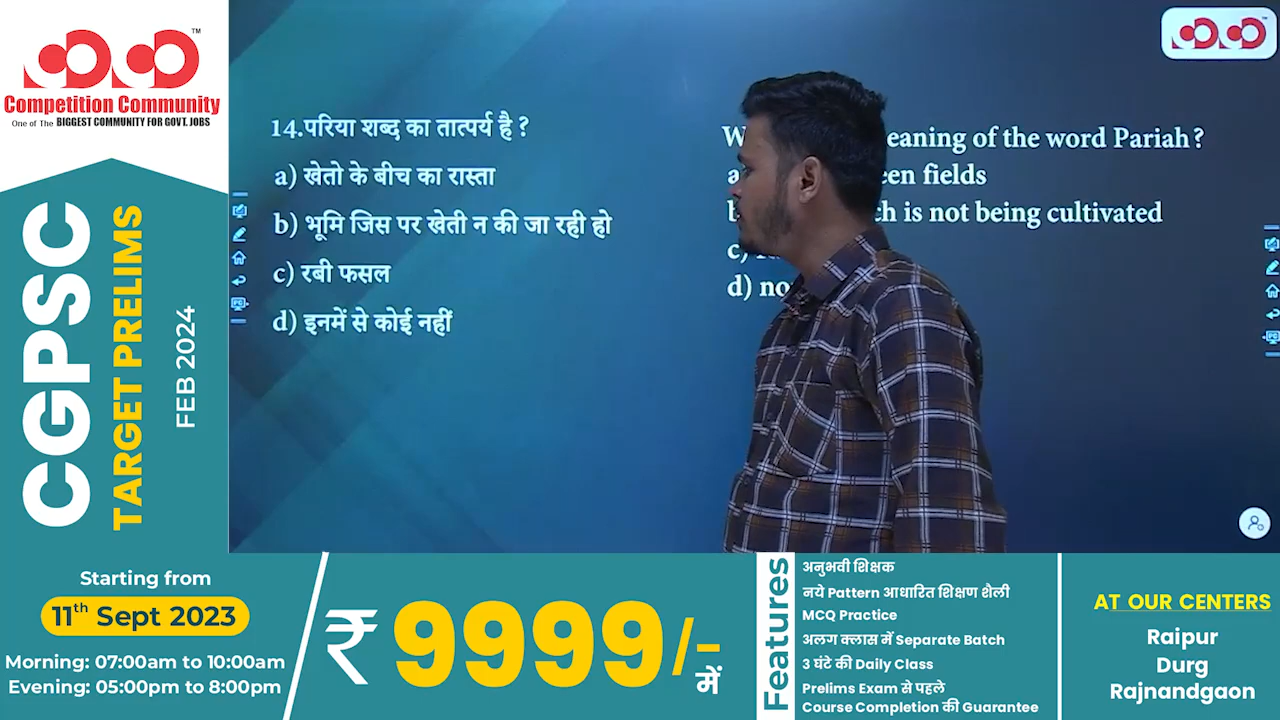 TM
Competition Community
One of The BIGGEST COMMUNITY FOR GOVT. JOBS
CGPSC
TARGET PRELIMS
FEB 2024
14.परिया शब्द का तात्पर्य है ?
a) खेतो के बीच का रास्ता
b) भूमि जिस पर खेती न की जा रही हो
c) रबी फसल
d) इनमें से कोई नहीं
eaning of the word Pariah ?
een fields
ch is not being cultivated
c)
d) no
TM
Starting from
11th Sept 2023
Morning: 07:00am to 10:00am
Evening: 05:00pm to 8:00pm
₹ 9999/- में
Features
अनुभवी शिक्षक
नये Pattern आधारित शिक्षण शैली
MCQ Practice
अलग क्लास में Separate Batch
3 घंटे की Daily Class
Prelims Exam से पहले
Course Completion की Guarantee
AT OUR CENTERS
Raipur
Durg
Rajnandgaon